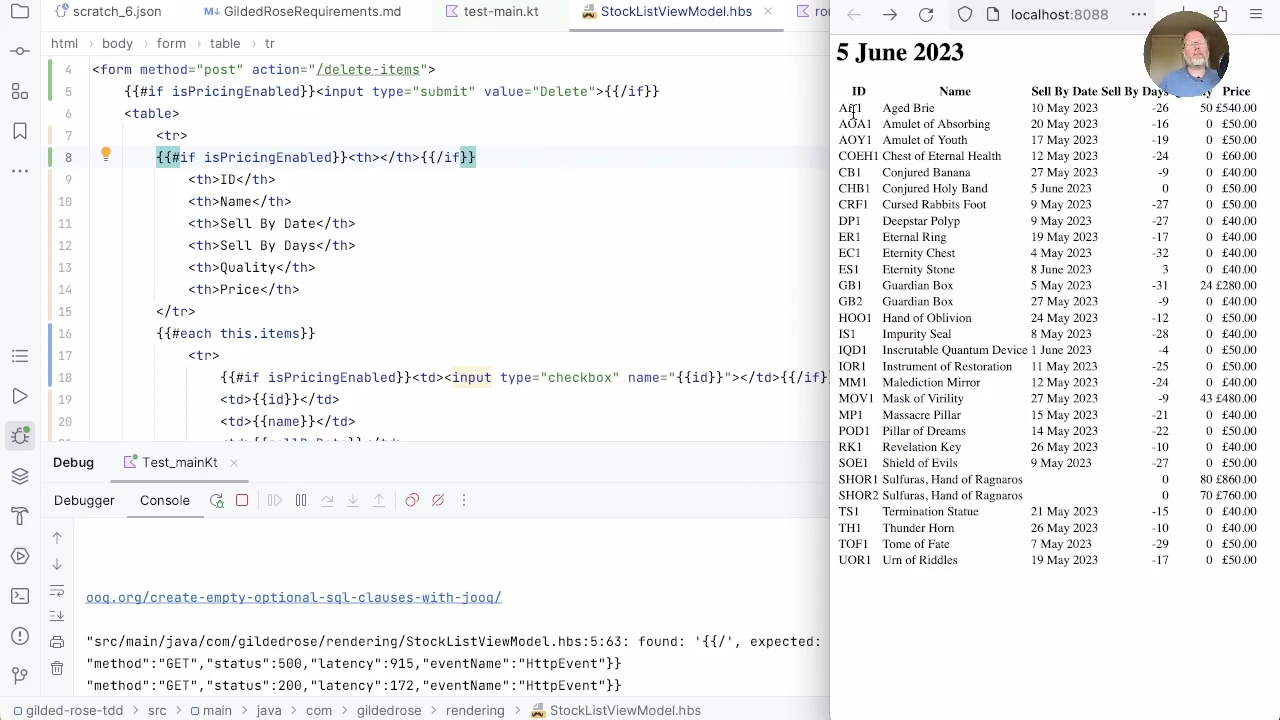 scratch_6.json
GildedRoseRequirements.md
test-main.kt
StockListViewModel.hbs
localhost:8088
html › body › form › table › tr
4 <form method="post" action="/delete-items">
5 {{#if isPricingEnabled}}<input type="submit" value="Delete">{{/if}}
6 <table>
7 <tr>
8 {{#if isPricingEnabled}}<th></th>{{/if}}
9 <th>ID</th>
10 <th>Name</th>
11 <th>Sell By Date</th>
12 <th>Sell By Days</th>
13 <th>Quality</th>
14 <th>Price</th>
15 </tr>
16 {{#each this.items}}
17 <tr>
18 {{#if isPricingEnabled}}<td><input type="checkbox" name="{{id}}"></td>{{/if}
19 <td>{{id}}</td>
20 <td>{{name}}</td>
Debug Test_mainKt
Debugger Console
ooq.org/create-empty-optional-sql-clauses-with-jooq/
"src/main/java/com/gildedrose/rendering/StockListViewModel.hbs:5:63: found: '{{/', expected:
"method":"GET","status":500,"latency":915,"eventName":"HttpEvent"}}
"method":"GET","status":200,"latency":172,"eventName":"HttpEvent"}}
gilded-rose-tdd › src › main › java › com › gildedrose › rendering › StockListViewModel.hbs
5 June 2023
ID Name Sell By Date Sell By Days Price
Aged Brie 10 May 2023 -26 50 £540.00
AOA1 Amulet of Absorbing 20 May 2023 -16 0 £50.00
AOY1 Amulet of Youth 17 May 2023 -19 0 £50.00
COEH1 Chest of Eternal Health 12 May 2023 -24 0 £60.00
CB1 Conjured Banana 27 May 2023 -9 0 £40.00
CHB1 Conjured Holy Band 5 June 2023 0 0 £50.00
CRF1 Cursed Rabbits Foot 9 May 2023 -27 0 £50.00
DP1 Deepstar Polyp 9 May 2023 -27 0 £40.00
ER1 Eternal Ring 19 May 2023 -17 0 £40.00
EC1 Eternity Chest 4 May 2023 -32 0 £40.00
ES1 Eternity Stone 8 June 2023 3 0 £40.00
GB1 Guardian Box 5 May 2023 -31 24 £280.00
GB2 Guardian Box 27 May 2023 -9 0 £40.00
HOO1 Hand of Oblivion 24 May 2023 -12 0 £50.00
IS1 Impurity Seal 8 May 2023 -28 0 £40.00
IQD1 Inscrutable Quantum Device 1 June 2023 -4 0 £50.00
IOR1 Instrument of Restoration 11 May 2023 -25 0 £50.00
MM1 Malediction Mirror 12 May 2023 -24 0 £40.00
MOV1 Mask of Virility 27 May 2023 -9 43 £480.00
MP1 Massacre Pillar 15 May 2023 -21 0 £40.00
POD1 Pillar of Dreams 14 May 2023 -22 0 £50.00
RK1 Revelation Key 26 May 2023 -10 0 £40.00
SOE1 Shield of Evils 9 May 2023 -27 0 £50.00
SHOR1 Sulfuras, Hand of Ragnaros 0 80 £860.00
SHOR2 Sulfuras, Hand of Ragnaros 0 70 £760.00
TS1 Termination Statue 21 May 2023 -15 0 £40.00
TH1 Thunder Horn 26 May 2023 -10 0 £40.00
TOF1 Tome of Fate 7 May 2023 -29 0 £50.00
UOR1 Urn of Riddles 19 May 2023 -17 0 £50.00